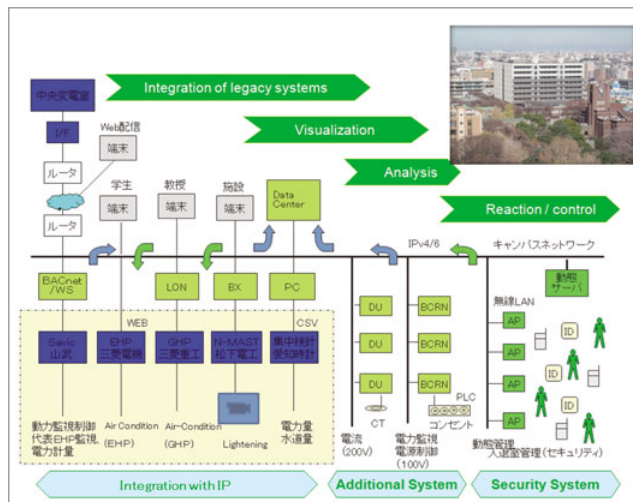 Integration of legacy systems
Visualization
Analysis
Reaction / control
中央変電室
I/F
Web配信
端末
ルータ
ルータ
学生
端末
教授
端末
施設
端末
Data
Center
IPv4/6
キャンパスネットワーク
BACnet
/WS
LON
BX
PC
DU
DU
DU
BCRN
BCRN
BCRN
動態
サーバ
無線LAN
AP
AP
AP
AP
ID
ID
ID
WEB
CSV
Savic
山武
EHP
三菱電機
GHP
三菱重工
N-MAST
松下電工
集中検針
愛知時計
PLC
CT
コンセント
動力監視制御
代表EHP監視、
電力計量
Air Condition
(EHP)
Air-Condition
(GHP)
Lightening
電力量
水道量
電流
(200V)
電力監視
電源制御
(100V)
動態管理
入退室管理(セキュリティ)
Integration with IP
Additional System
Security System